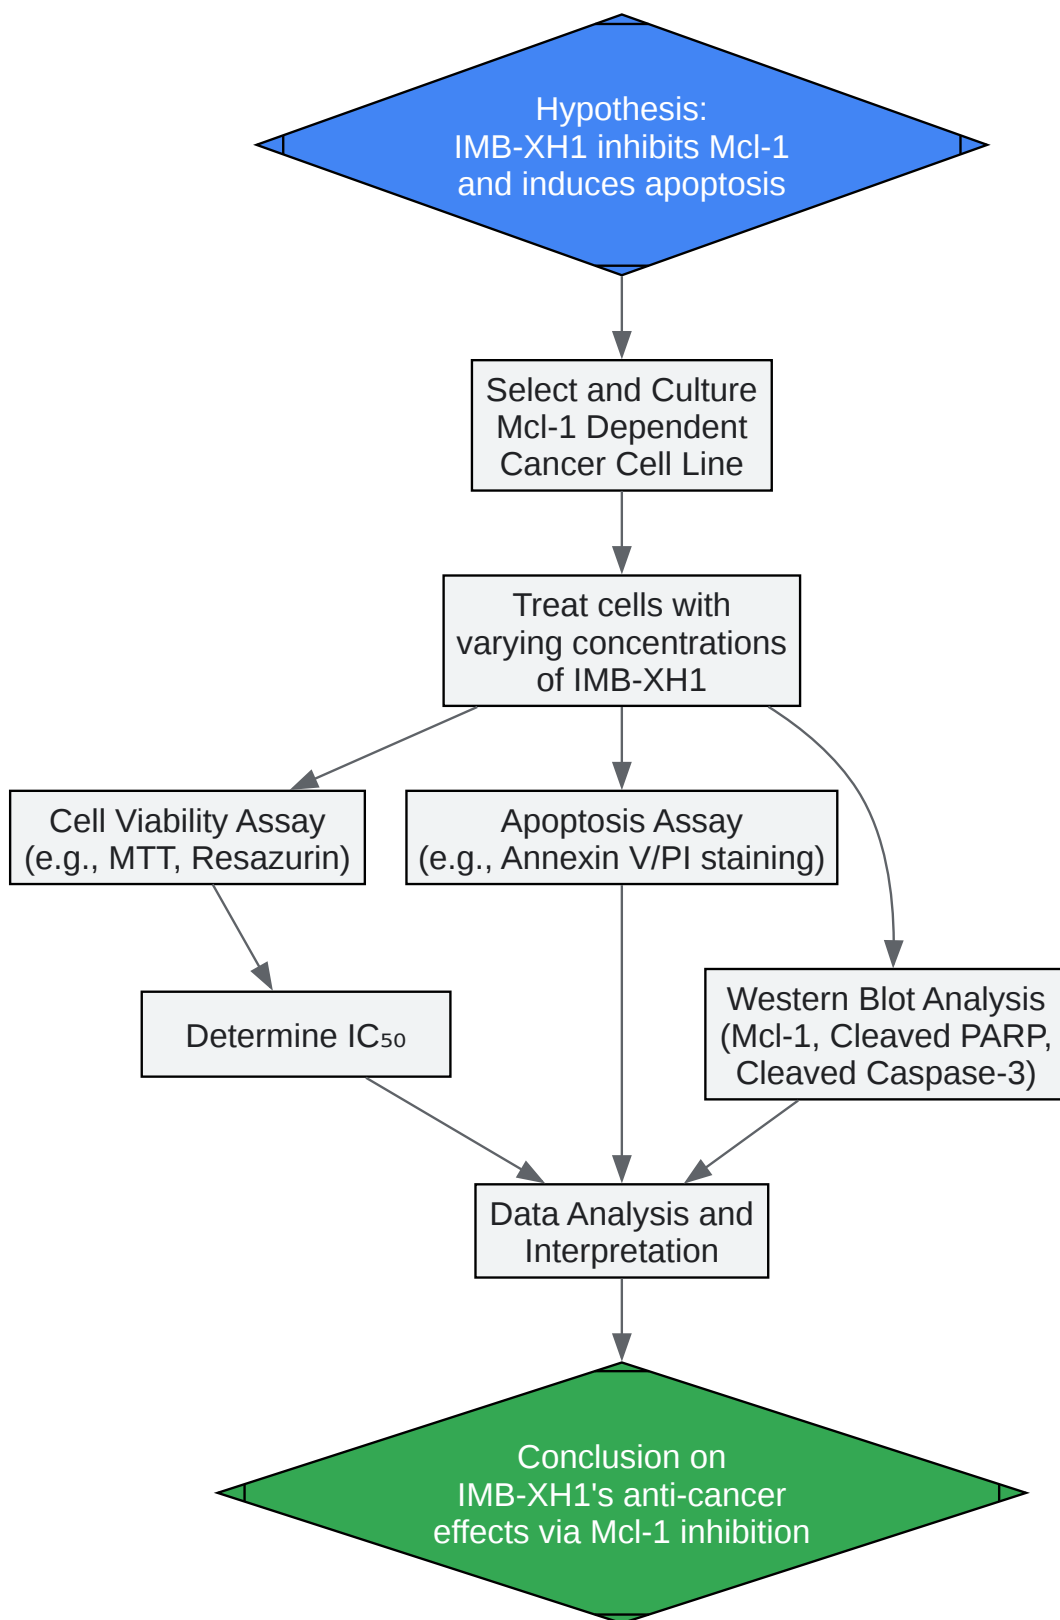 Hypothesis:
IMB-XH1 inhibits Mcl-1
and induces apoptosis
Select and Culture
Mcl-1 Dependent
Cancer Cell Line
Treat cells with
varying concentrations
of IMB-XH1
Cell Viability Assay
(e.g., MTT, Resazurin)
Apoptosis Assay
(e.g., Annexin V/PI staining)
Western Blot Analysis
(Mcl-1, Cleaved PARP,
Cleaved Caspase-3)
Determine IC₅₀
Data Analysis and
Interpretation
Conclusion on
IMB-XH1's anti-cancer
effects via Mcl-1 inhibition